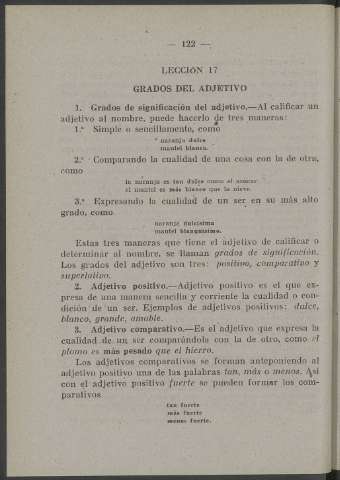 — 122 —
LECCIÓN 17
GRADOS DEL ADJETIVO
1. Grados de significación del adjetivo.—Al calificar un
adjetivo al nombre, puede hacerlo de tres maneras:
1.º Simple o sencillamente, como
naranja dulce
mantel blanco.
2.º Comparando la cualidad de una cosa con la de otra,
como
la naranja es tan dulce como el azúcar
el mantel es más blanco que la nieve.
3.º Expresando la cualidad de un ser en su más alto
grado, como
naranja dulcísima
mantel blanquísimo.
Estas tres maneras que tiene el adjetivo de calificar o
determinar al nombre, se llaman grados de significación.
Los grados del adjetivo son tres: positivo, comparativo y
superlativo.
2. Adjetivo positivo.—Adjetivo positivo es el que ex-
presa de una manera sencilla y corriente la cualidad o con-
dición de un ser. Ejemplos de adjetivos positivos: dulce,
blanco, grande, amable.
3. Adjetivo comparativo.—Es el adjetivo que expresa la
cualidad de un ser comparándola con la de otro, como el
plomo es más pesado que el hierro.
Los adjetivos comparativos se forman anteponiendo al
adjetivo positivo una de las palabras tan, más o menos. Así
con el adjetivo positivo fuerte se pueden formar los com-
parativos
tan fuerte
más fuerte
menos fuerte.